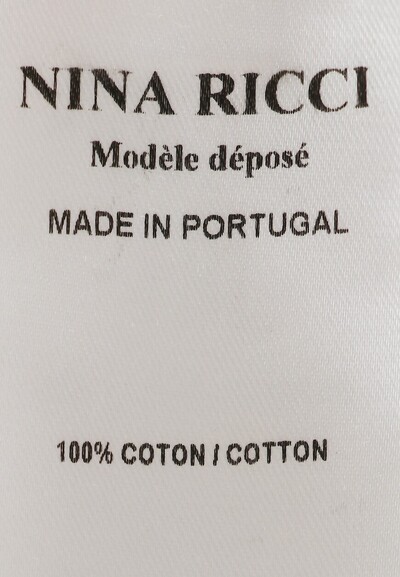 NINA RICCI
Modèle déposé
MADE IN PORTUGAL
100% COTON / COTTON